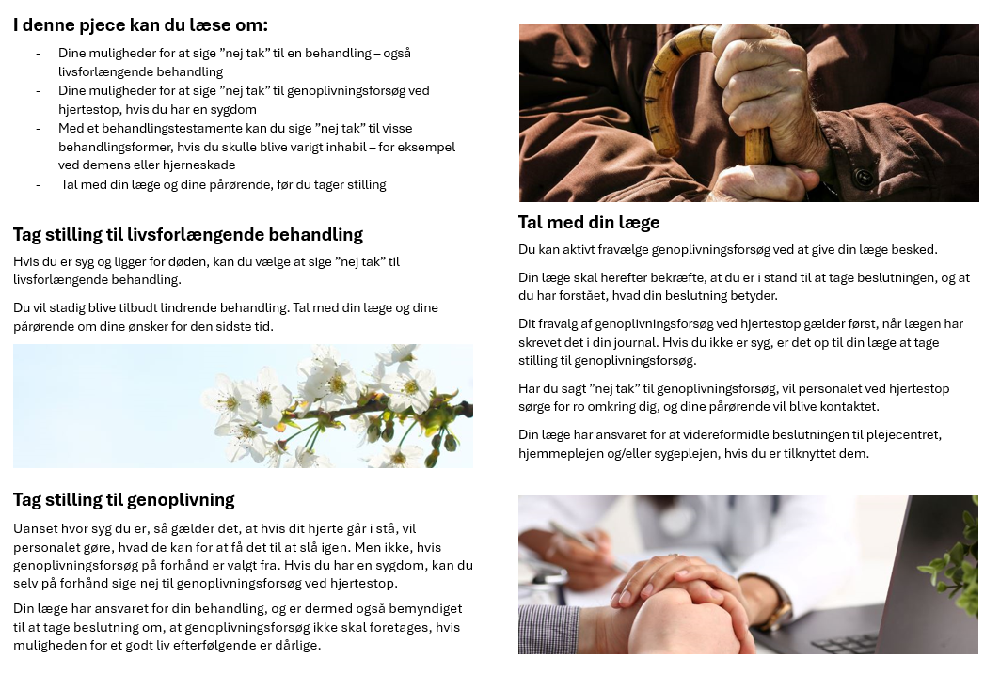 I denne pjece kan du læse om:
- Dine muligheder for at sige ”nej tak” til en behandling – også
livsforlængende behandling
- Dine muligheder for at sige ”nej tak” til genoplivningsforsøg ved
hjertestop, hvis du har en sygdom
- Med et behandlingstestamente kan du sige ”nej tak” til visse
behandlingsformer, hvis du skulle blive varigt inhabil – for eksempel
ved demens eller hjerneskade
- Tal med din læge og dine pårørende, før du tager stilling
Tag stilling til livsforlængende behandling
Hvis du er syg og ligger for døden, kan du vælge at sige ”nej tak” til
livsforlængende behandling.
Du vil stadig blive tilbudt lindrende behandling. Tal med din læge og dine
pårørende om dine ønsker for den sidste tid.
Tag stilling til genoplivning
Uanset hvor syg du er, så gælder det, at hvis dit hjerte går i stå, vil
personalet gøre, hvad de kan for at få det til at slå igen. Men ikke, hvis
genoplivningsforsøg på forhånd er valgt fra. Hvis du har en sygdom, kan du
selv på forhånd sige nej til genoplivningsforsøg ved hjertestop.
Din læge har ansvaret for din behandling, og er dermed også bemyndiget
til at tage beslutning om, at genoplivningsforsøg ikke skal foretages, hvis
muligheden for et godt liv efterfølgende er dårlige.
Tal med din læge
Du kan aktivt fravælge genoplivningsforsøg ved at give din læge besked.
Din læge skal herefter bekræfte, at du er i stand til at tage beslutningen, og at
du har forstået, hvad din beslutning betyder.
Dit fravalg af genoplivningsforsøg ved hjertestop gælder først, når lægen har
skrevet det i din journal. Hvis du ikke er syg, er det op til din læge at tage
stilling til genoplivningsforsøg.
Har du sagt ”nej tak” til genoplivningsforsøg, vil personalet ved hjertestop
sørge for ro omkring dig, og dine pårørende vil blive kontaktet.
Din læge har ansvaret for at videreformidle beslutningen til plejecentret,
hjemmeplejen og/eller sygeplejen, hvis du er tilknyttet dem.